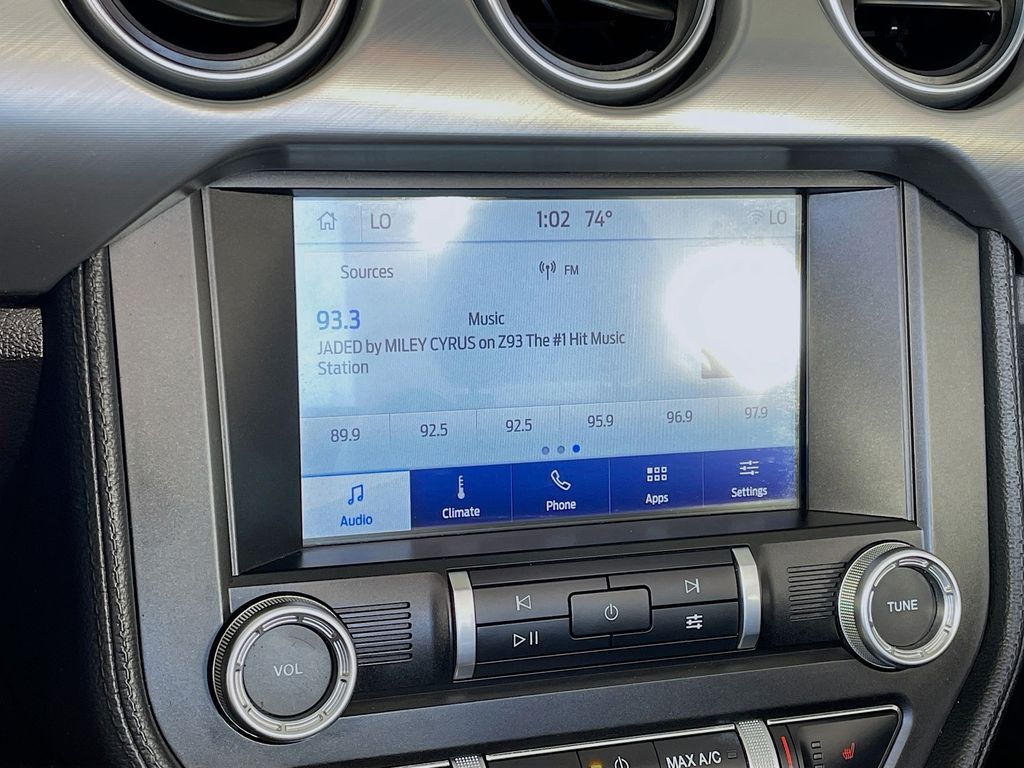 LO 1:02 74° LO
Sources FM
93.3 Music
JADED by MILEY CYRUS on Z93 The #1 Hit Music
Station
89.9 92.5 92.5 95.9 96.9 97.9
Audio Climate Phone Apps Settings
VOL TUNE
MAX A/C